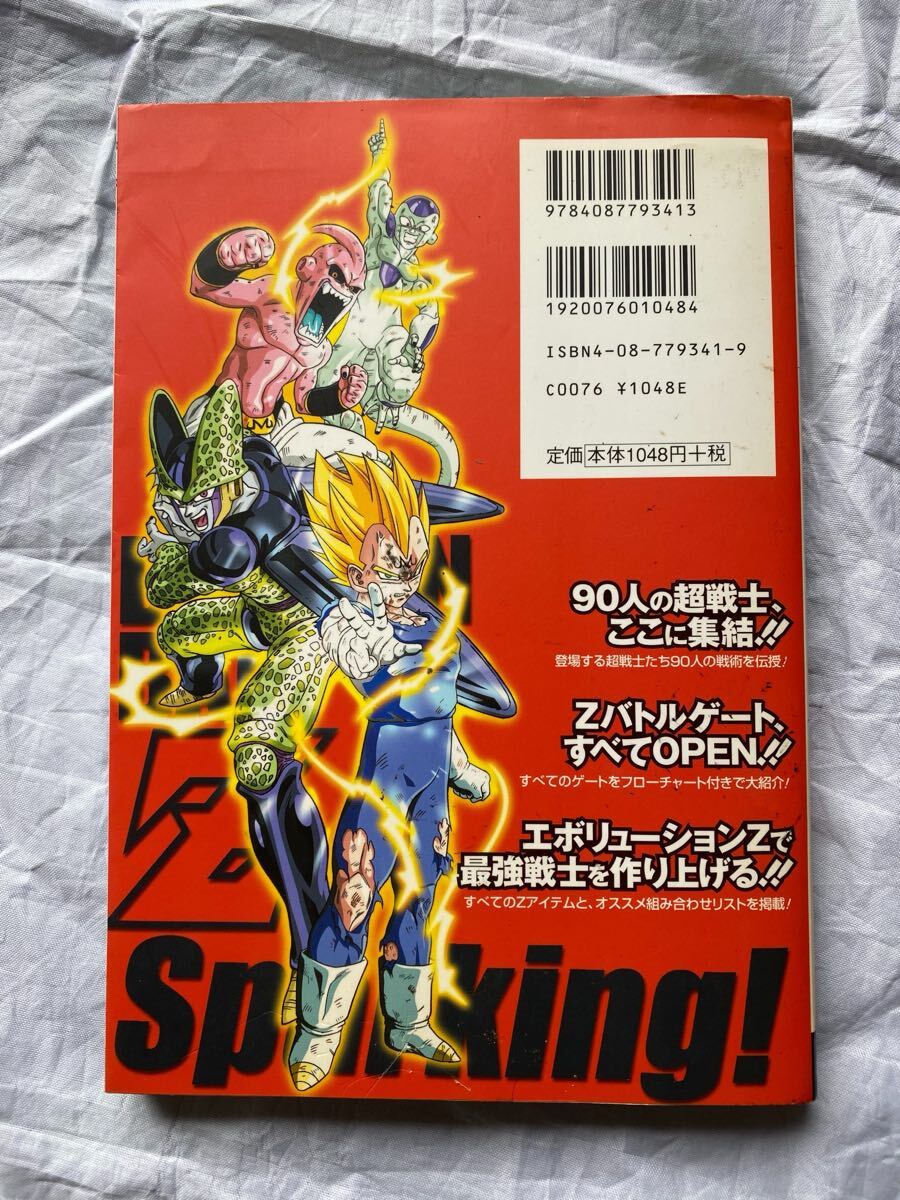 9784087793413
1920076010484
ISBN4-08-779341-9
C0076 ¥1048E
定価 本体1048円+税
90人の超戦士、
ここに集結!!
登場する超戦士たち90人の戦術を伝授!
Zバトルゲート、
すべてOPEN!!
すべてのゲートをフローチャート付きで大紹介!
エボリューションZで
最強戦士を作り上げる!!
すべてのZアイテムと、オススメ組み合わせリストを掲載!
Z
Sparking!